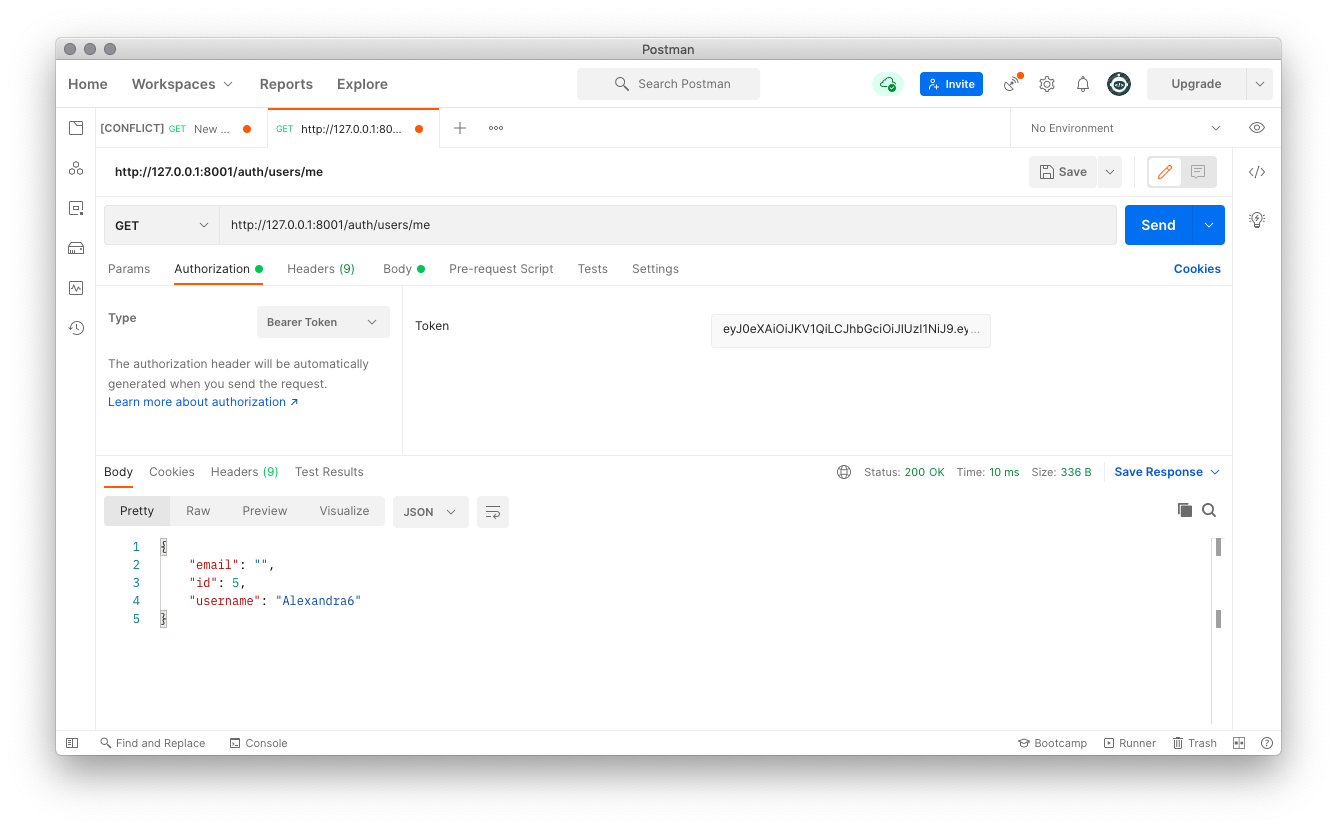 Postman
Home Workspaces Reports Explore Search Postman Invite Upgrade
[CONFLICT] GET New ... GET http://127.0.0.1:80... No Environment
http://127.0.0.1:8001/auth/users/me Save
GET http://127.0.0.1:8001/auth/users/me Send
Params Authorization Headers (9) Body Pre-request Script Tests Settings Cookies
Type Bearer Token Token eyJ0eXAiOiJKV1QiLCJhbGciOiJIUzI1NiJ9.ey...
The authorization header will be automatically
generated when you send the request.
Learn more about authorization ↗
Body Cookies Headers (9) Test Results Status: 200 OK Time: 10 ms Size: 336 B Save Response
Pretty Raw Preview Visualize JSON
1 {
2 "email": "",
3 "id": 5,
4 "username": "Alexandra6"
5 }
Find and Replace Console Bootcamp Runner Trash